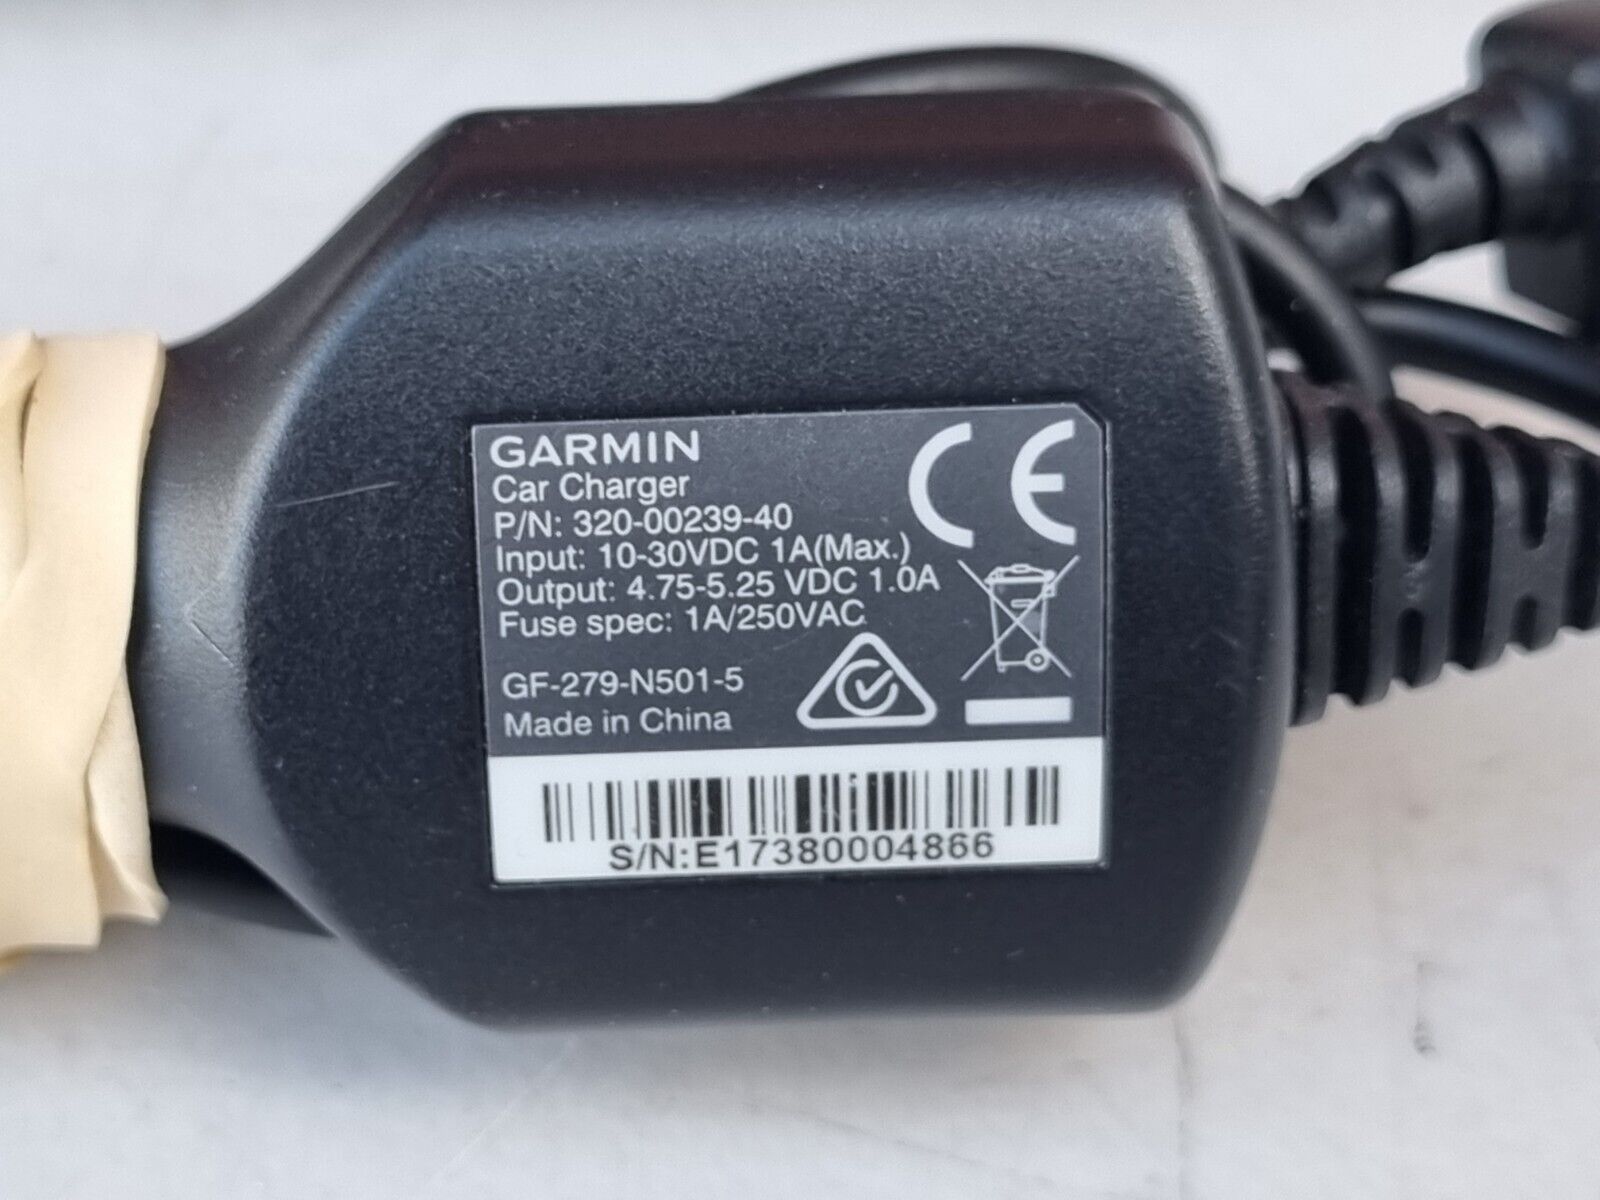 GARMIN
Car Charger
P/N: 320-00239-40
Input: 10-30VDC 1A(Max.)
Output: 4.75-5.25 VDC 1.0A
Fuse spec: 1A/250VAC
GF-279-N501-5
Made in China
CE
S/N:E17380004866